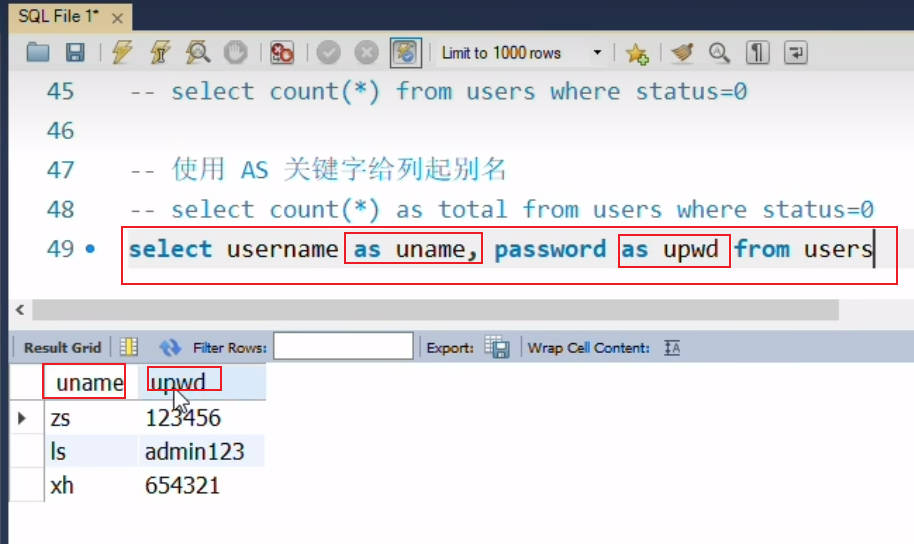 SQL File 1*
Limit to 1000 rows
45 -- select count(*) from users where status=0
46
47 -- 使用 AS 关键字给列起别名
48 -- select count(*) as total from users where status=0
49 select username as uname, password as upwd from users
Result Grid Filter Rows: Export: Wrap Cell Content:
uname upwd
zs 123456
ls admin123
xh 654321